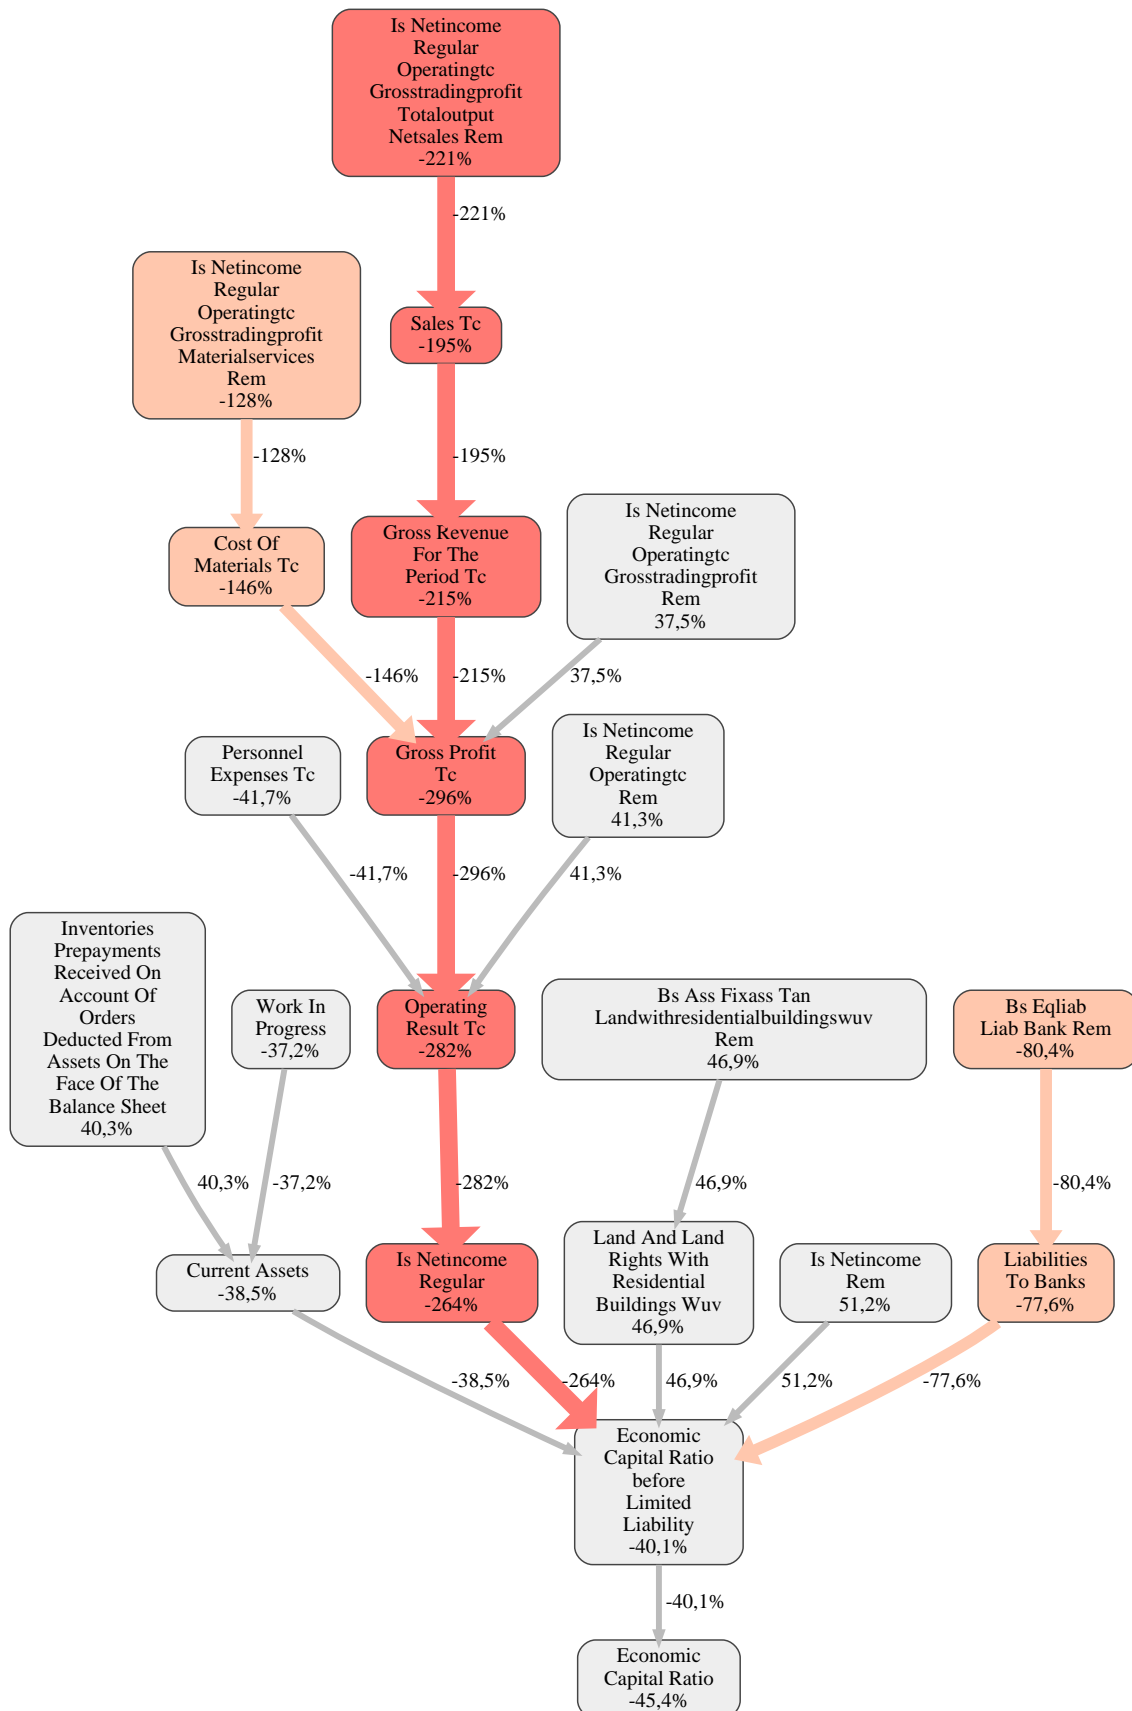 Is Netincome
Regular
Operatingtc
Grosstradingprofit
Totaloutput
Netsales Rem
-221%
-221%
Is Netincome
Regular
Operatingtc
Grosstradingprofit
Materialservices
Rem
-128%
Sales Tc
-195%
-128%
-195%
Is Netincome
Regular
Operatingtc
Grosstradingprofit
Rem
37,5%
Cost Of
Materials Tc
-146%
Gross Revenue
For The
Period Tc
-215%
-146%
-215%
37,5%
Personnel
Expenses Tc
-41,7%
Gross Profit
Tc
-296%
Is Netincome
Regular
Operatingtc
Rem
41,3%
-41,7%
-296%
41,3%
Inventories
Prepayments
Received On
Account Of
Orders
Deducted From
Assets On The
Face Of The
Balance Sheet
40,3%
Work In
Progress
-37,2%
Operating
Result Tc
-282%
Bs Ass Fixass Tan
Landwithresidentialbuildingswuv
Rem
46,9%
Bs Eqliab
Liab Bank Rem
-80,4%
40,3%
-37,2%
-282%
46,9%
-80,4%
Current Assets
-38,5%
Is Netincome
Regular
-264%
Land And Land
Rights With
Residential
Buildings Wuv
46,9%
Is Netincome
Rem
51,2%
Liabilities
To Banks
-77,6%
-38,5%
-264%
46,9%
51,2%
-77,6%
Economic
Capital Ratio
before
Limited
Liability
-40,1%
-40,1%
Economic
Capital Ratio
-45,4%